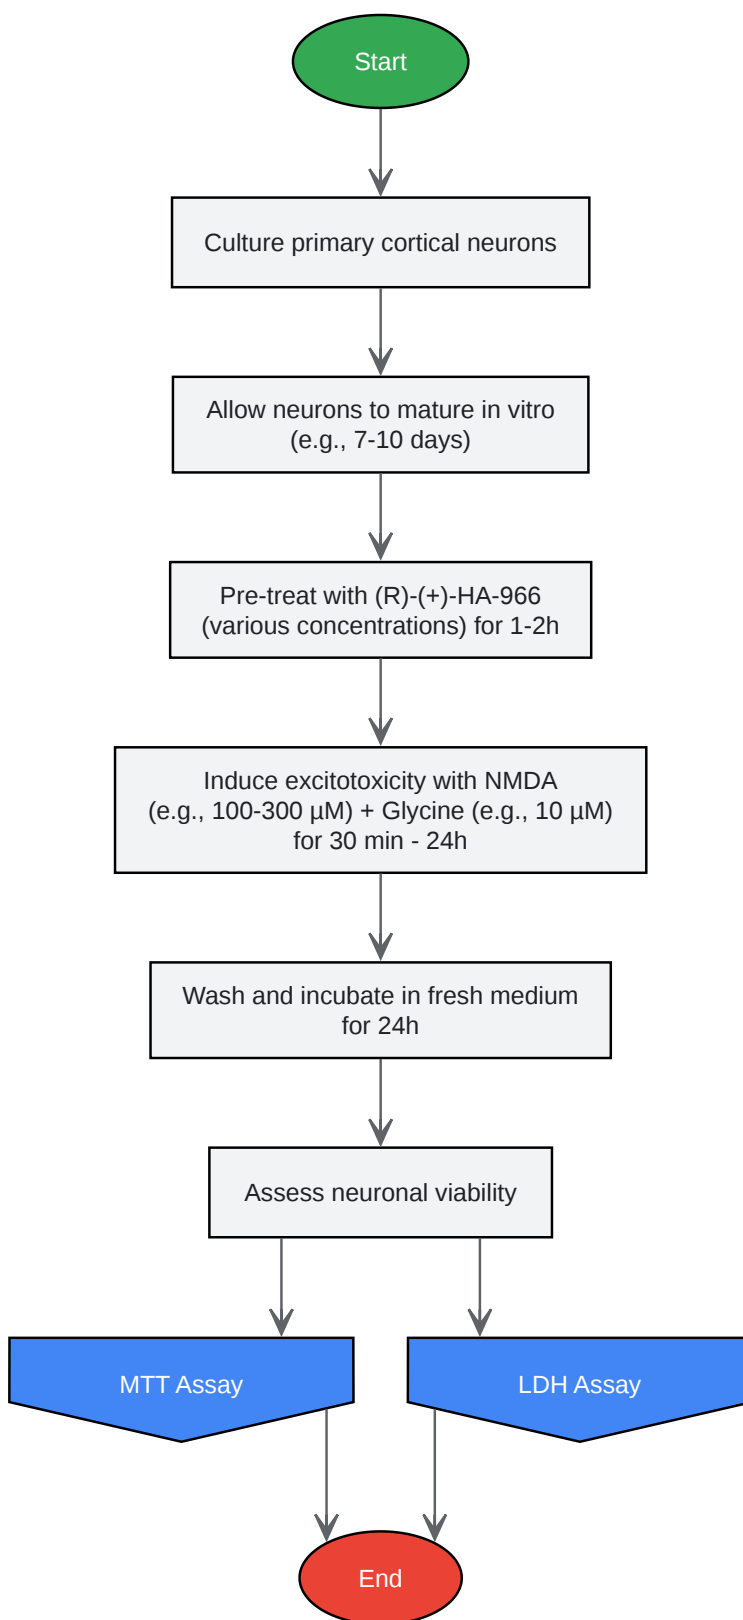 Start
Culture primary cortical neurons
Allow neurons to mature in vitro
(e.g., 7-10 days)
Pre-treat with (R)-(+)-HA-966
(various concentrations) for 1-2h
Induce excitotoxicity with NMDA
(e.g., 100-300 µM) + Glycine (e.g., 10 µM)
for 30 min - 24h
Wash and incubate in fresh medium
for 24h
Assess neuronal viability
MTT Assay
LDH Assay
End